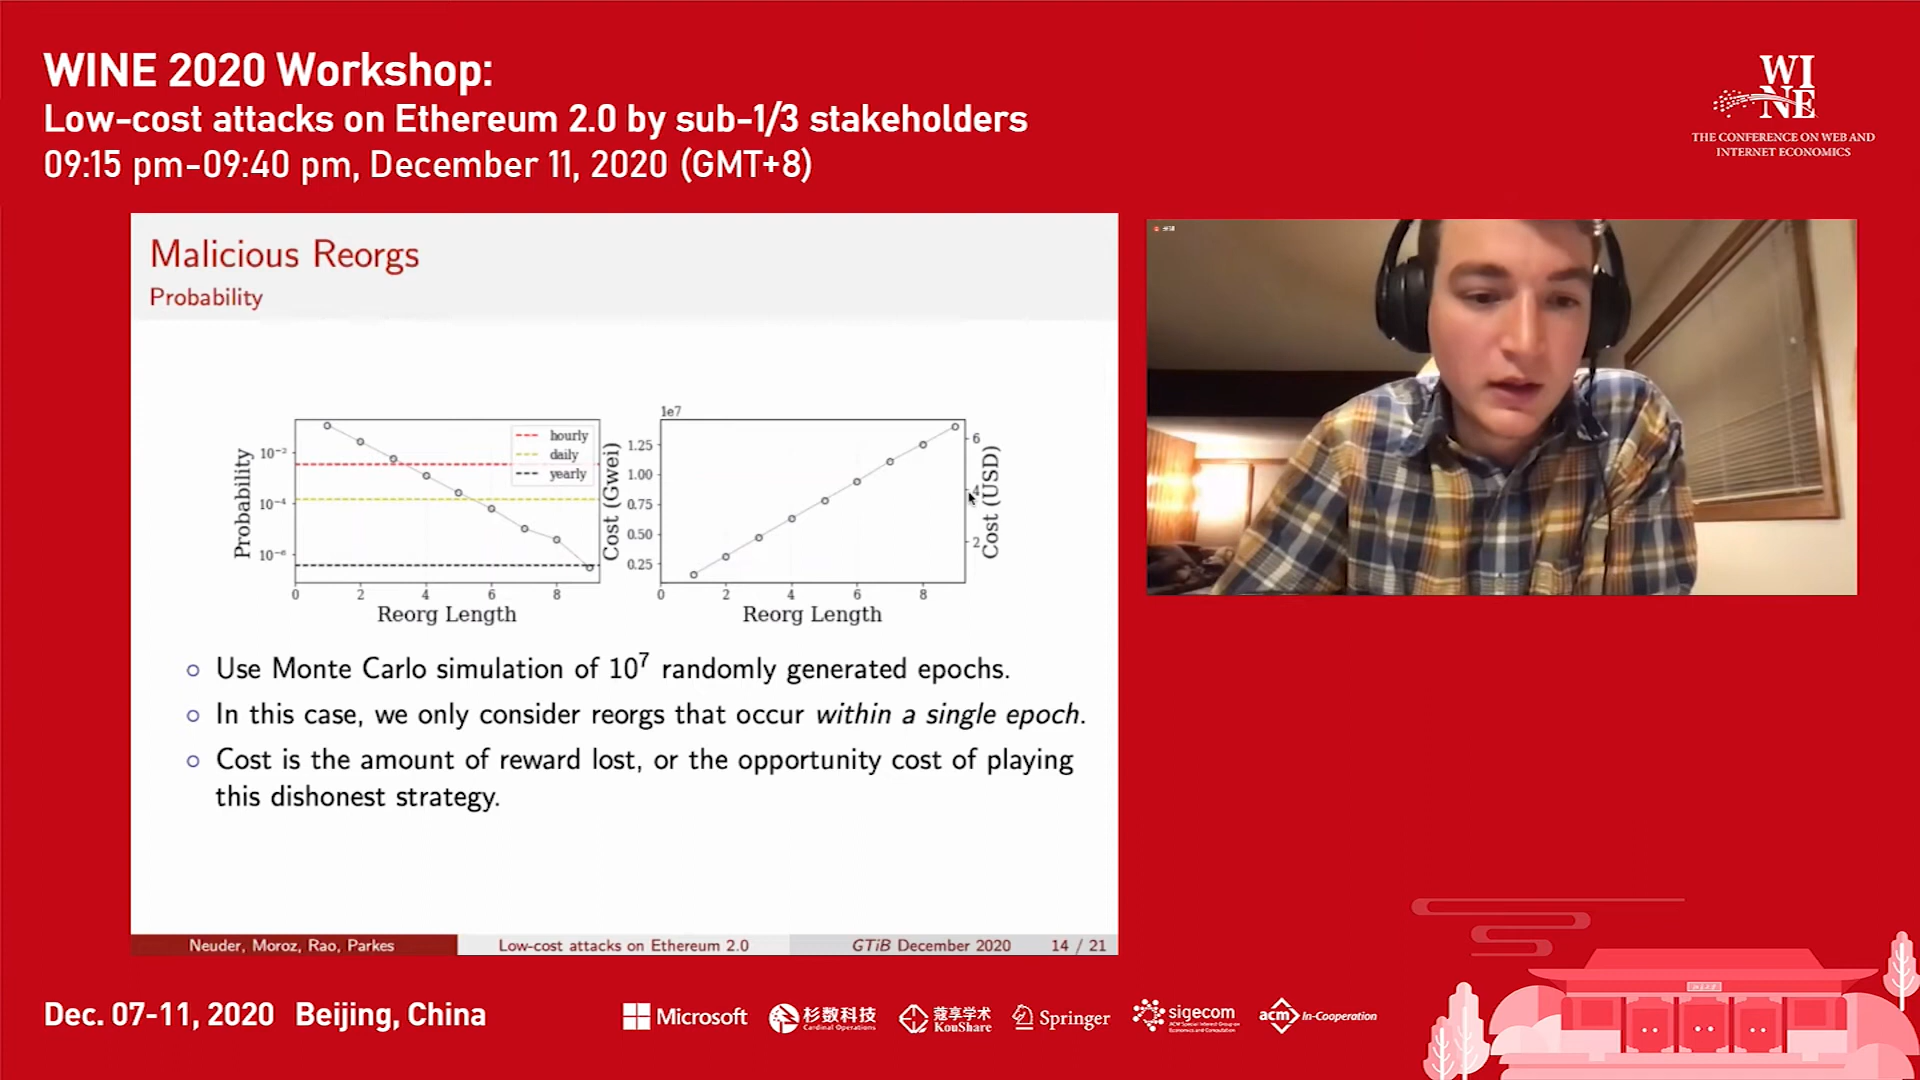 WINE 2020 Workshop:
Low-cost attacks on Ethereum 2.0 by sub-1/3 stakeholders
09:15 pm-09:40 pm, December 11, 2020 (GMT+8)
WI
NE
THE CONFERENCE ON WEB AND
INTERNET ECONOMICS
Malicious Reorgs
Probability
Probability
10⁻²
10⁻⁴
10⁻⁶
hourly
daily
yearly
0 2 4 6 8
Reorg Length
1e7
Cost (Gwei)
1.25
1.00
0.75
0.50
0.25
0 2 4 6 8
Reorg Length
6
4
2
Cost (USD)
Use Monte Carlo simulation of 10⁷ randomly generated epochs.
In this case, we only consider reorgs that occur within a single epoch.
Cost is the amount of reward lost, or the opportunity cost of playing
this dishonest strategy.
Neuder, Moroz, Rao, Parkes Low-cost attacks on Ethereum 2.0 GTiB December 2020 14 / 21
Dec. 07-11, 2020 Beijing, China
Microsoft
杉数科技
Cardinal Operations
蔻享学术
KouShare
Springer
sigecom
acm In-Cooperation